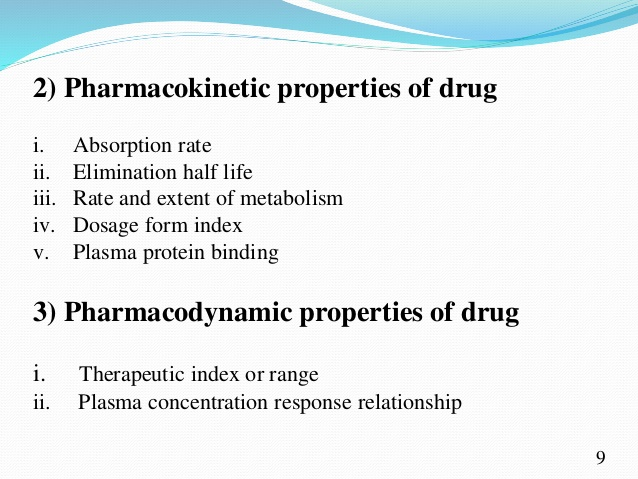 2) Pharmacokinetic properties of drug
i. Absorption rate
ii. Elimination half life
iii. Rate and extent of metabolism
iv. Dosage form index
v. Plasma protein binding
3) Pharmacodynamic properties of drug
i. Therapeutic index or range
ii. Plasma concentration response relationship
9